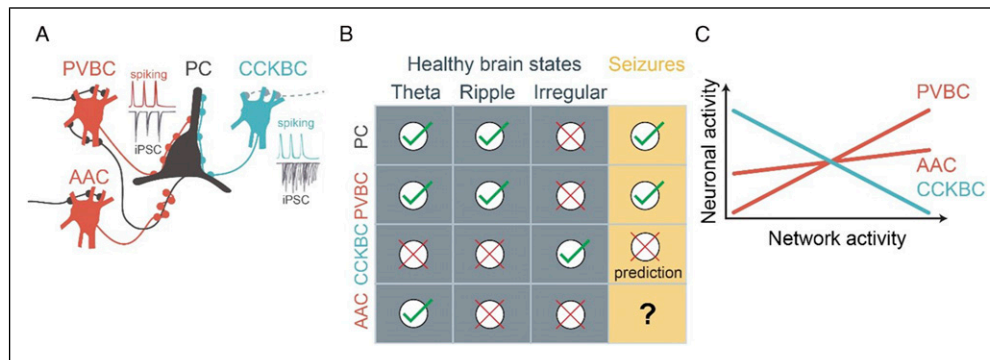 A
PVBC
PC
CCKBC
spiking
iPSC
spiking
iPSC
AAC
B
Healthy brain states
Seizures
Theta
Ripple
Irregular
PC
PVBC
CCKBC
prediction
AAC
?
C
Neuronal activity
PVBC
AAC
CCKBC
Network activity